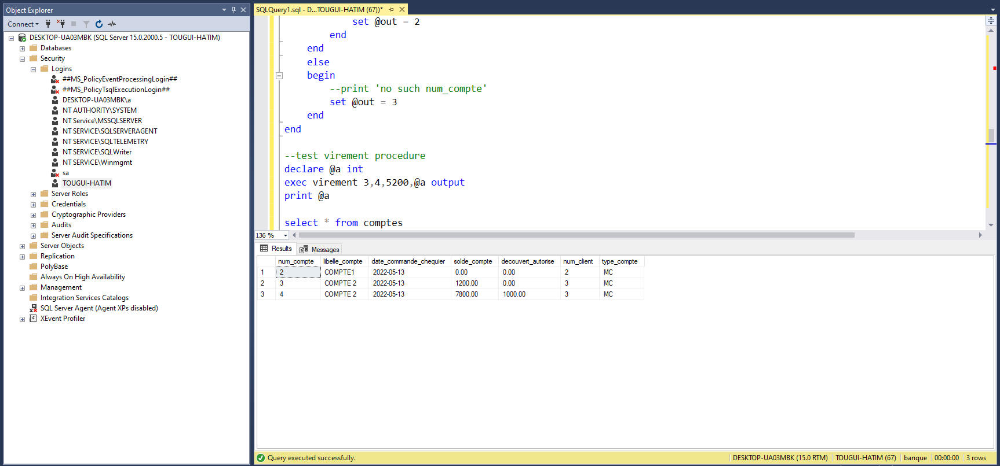 Object Explorer
Connect
DESKTOP-UA03MBK (SQL Server 15.0.2000.5 - TOUGUI-HATIM)
Databases
Security
Logins
##MS_PolicyEventProcessingLogin##
##MS_PolicyTsqlExecutionLogin##
DESKTOP-UA03MBK\a
NT AUTHORITY\SYSTEM
NT Service\MSSQLSERVER
NT SERVICE\SQLSERVERAGENT
NT SERVICE\SQLTELEMETRY
NT SERVICE\SQLWriter
NT SERVICE\Winmgmt
sa
TOUGUI-HATIM
Server Roles
Credentials
Cryptographic Providers
Audits
Server Audit Specifications
Server Objects
Replication
PolyBase
Always On High Availability
Management
Integration Services Catalogs
SQL Server Agent (Agent XPs disabled)
XEvent Profiler
SQLQuery1.sql - D...TOUGUI-HATIM (67))*
set @out = 2
end
end
else
begin
--print 'no such num_compte'
set @out = 3
end
end
--test virement procedure
declare @a int
exec virement 3,4,5200,@a output
print @a
select * from comptes
136 %
Results Messages
num_compte libelle_compte date_commande_chequier solde_compte decouvert_autorise num_client type_compte
1 2 COMPTE1 2022-05-13 0.00 0.00 2 MC
2 3 COMPTE 2 2022-05-13 1200.00 0.00 3 MC
3 4 COMPTE 2 2022-05-13 7800.00 1000.00 3 MC
Query executed successfully. DESKTOP-UA03MBK (15.0 RTM) TOUGUI-HATIM (67) banque 00:00:00 3 rows